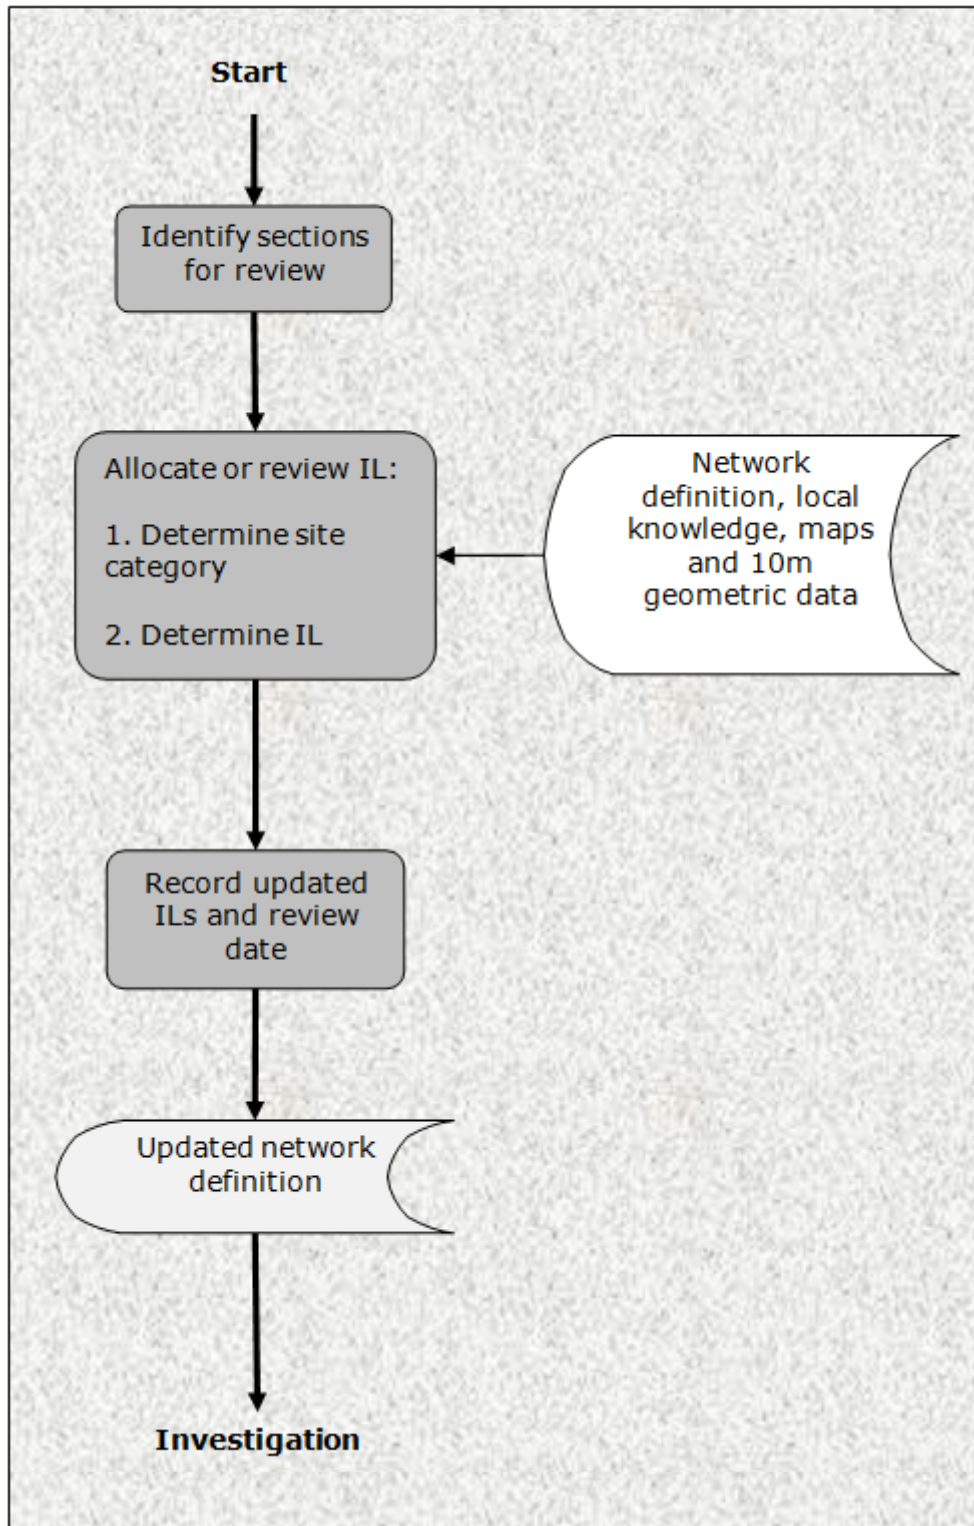 Start
Identify sections
for review
Allocate or review IL:
1. Determine site
category
2. Determine IL
Network
definition, local
knowledge, maps
and 10m
geometric data
Record updated
ILs and review
date
Updated network
definition
Investigation